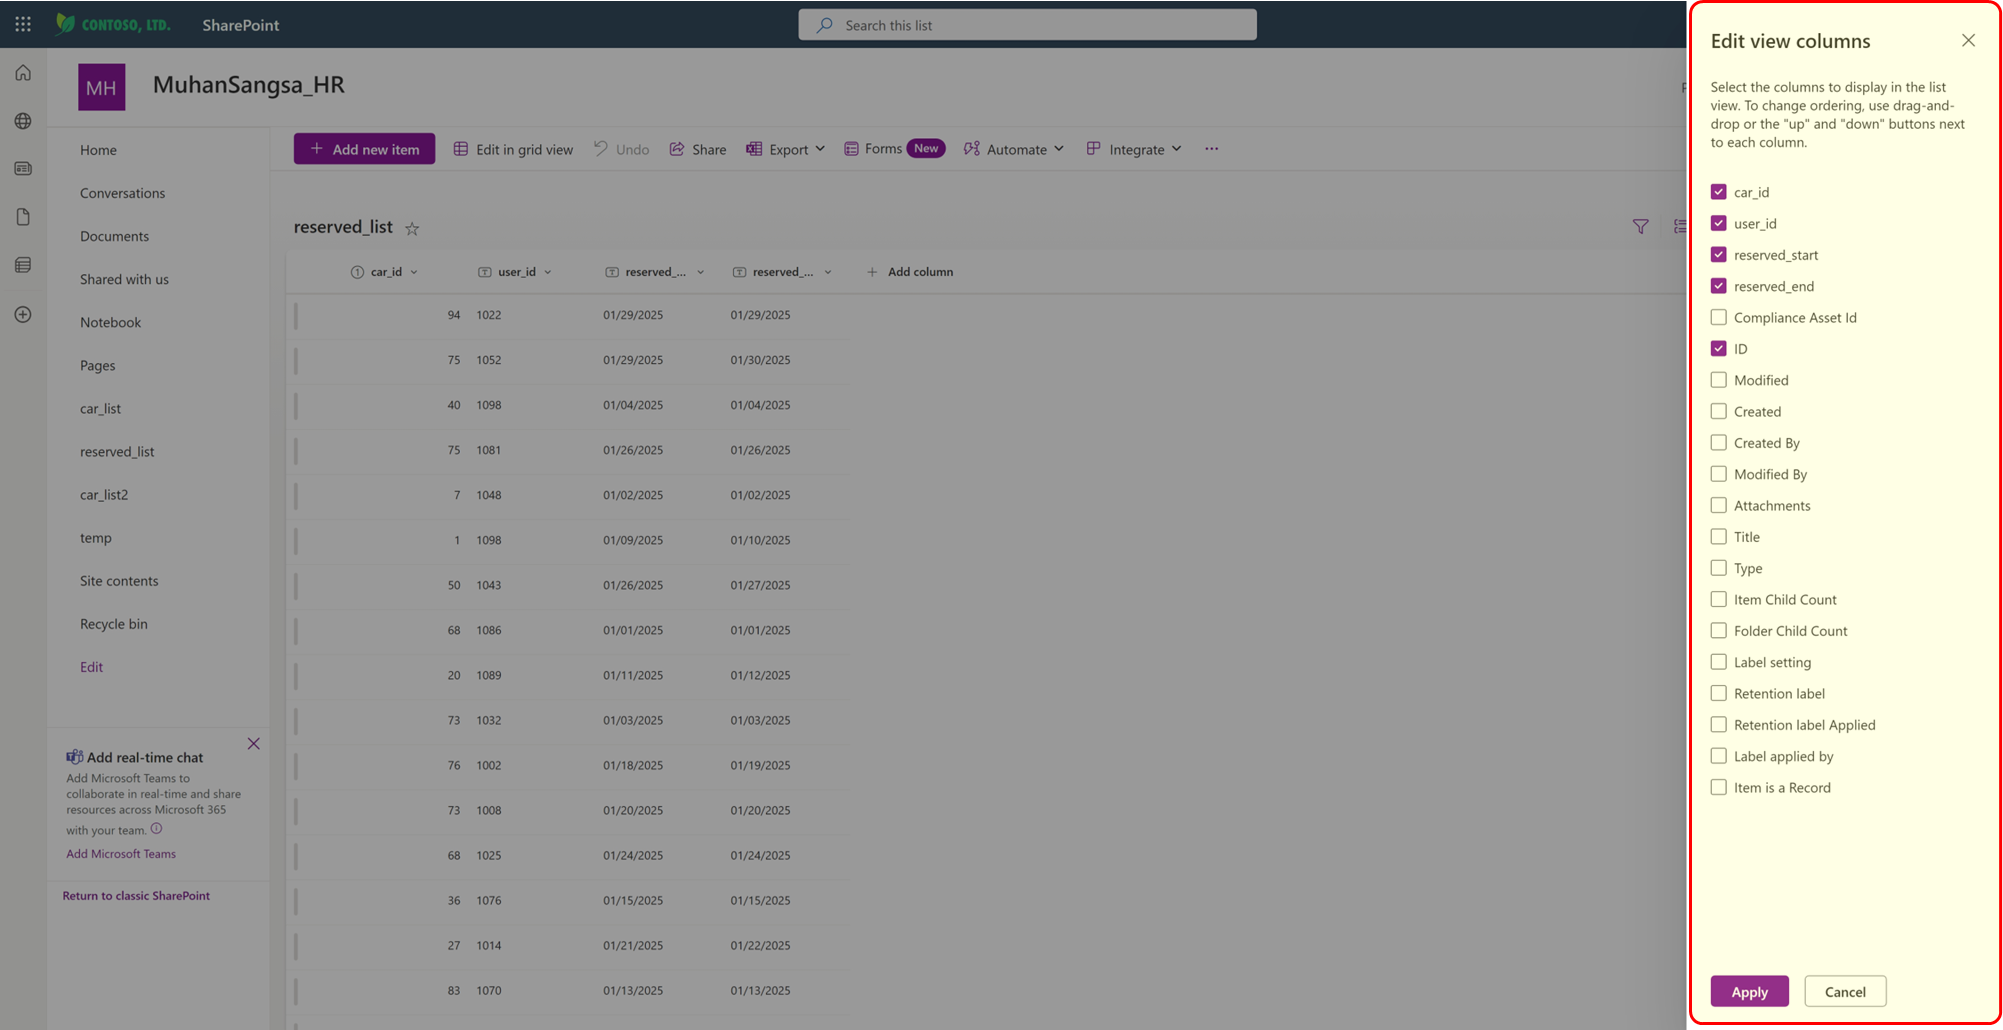 CONTOSO, LTD.
SharePoint
Search this list
MH
MuhanSangsa_HR
Home
Conversations
Documents
Shared with us
Notebook
Pages
car_list
reserved_list
car_list2
temp
Site contents
Recycle bin
Edit
Add real-time chat
Add Microsoft Teams to
collaborate in real-time and share
resources across Microsoft 365
with your team.
Add Microsoft Teams
Return to classic SharePoint
Add new item Edit in grid view Undo Share Export Forms New Automate Integrate ...
reserved_list
car_id user_id reserved_... reserved_... Add column
94 1022 01/29/2025 01/29/2025
75 1052 01/29/2025 01/30/2025
40 1098 01/04/2025 01/04/2025
75 1081 01/26/2025 01/26/2025
7 1048 01/02/2025 01/02/2025
1 1098 01/09/2025 01/10/2025
50 1043 01/26/2025 01/27/2025
68 1086 01/01/2025 01/01/2025
20 1089 01/11/2025 01/12/2025
73 1032 01/03/2025 01/03/2025
76 1002 01/18/2025 01/19/2025
73 1008 01/20/2025 01/20/2025
68 1025 01/24/2025 01/24/2025
36 1076 01/15/2025 01/15/2025
27 1014 01/21/2025 01/22/2025
83 1070 01/13/2025 01/13/2025
Edit view columns
Select the columns to display in the list
view. To change ordering, use drag-and-
drop or the "up" and "down" buttons next
to each column.
car_id
user_id
reserved_start
reserved_end
Compliance Asset Id
ID
Modified
Created
Created By
Modified By
Attachments
Title
Type
Item Child Count
Folder Child Count
Label setting
Retention label
Retention label Applied
Label applied by
Item is a Record
Apply Cancel